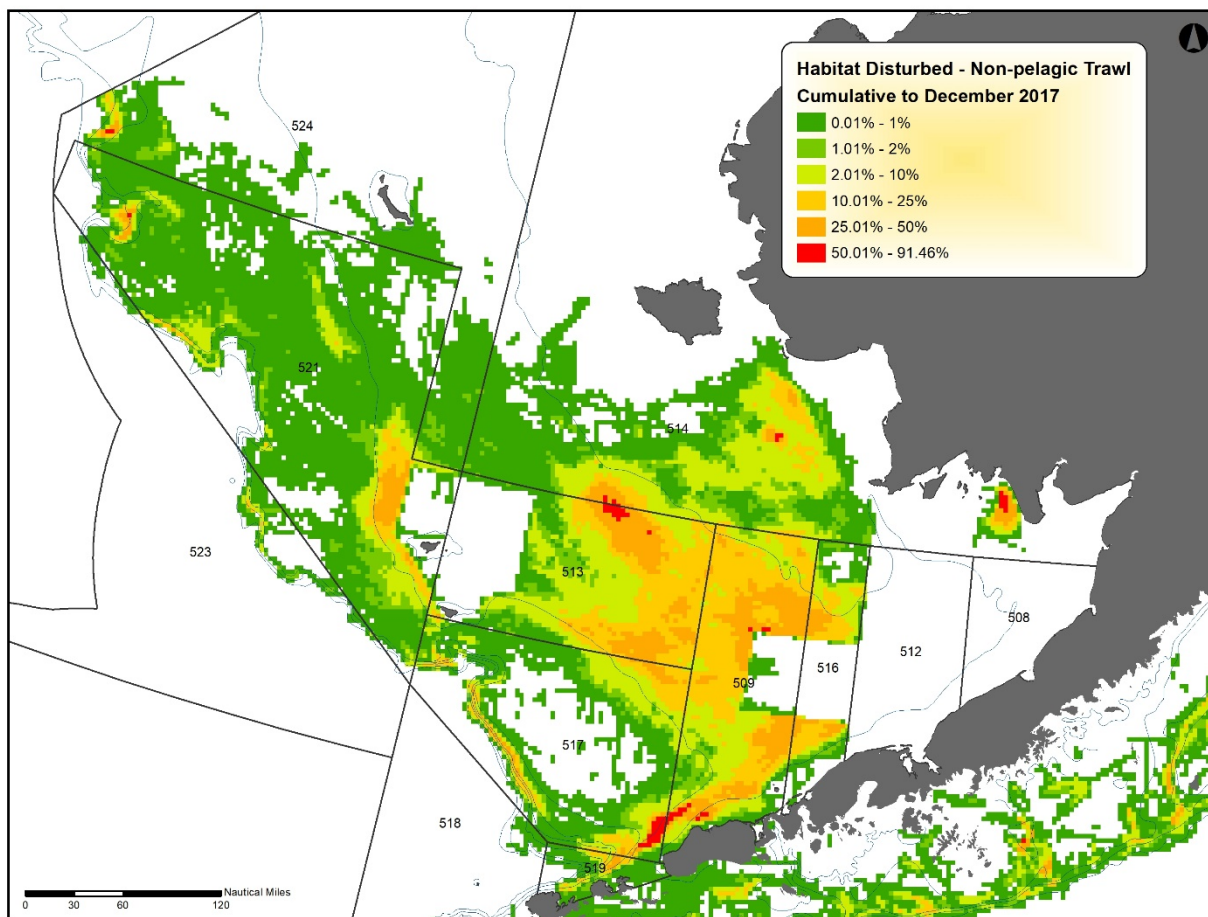 Habitat Disturbed - Non-pelagic Trawl
Cumulative to December 2017
0.01% - 1%
1.01% - 2%
2.01% - 10%
10.01% - 25%
25.01% - 50%
50.01% - 91.46%
524
521
514
523
513
508
512
516
509
517
518
519
Nautical Miles
0 30 60 120